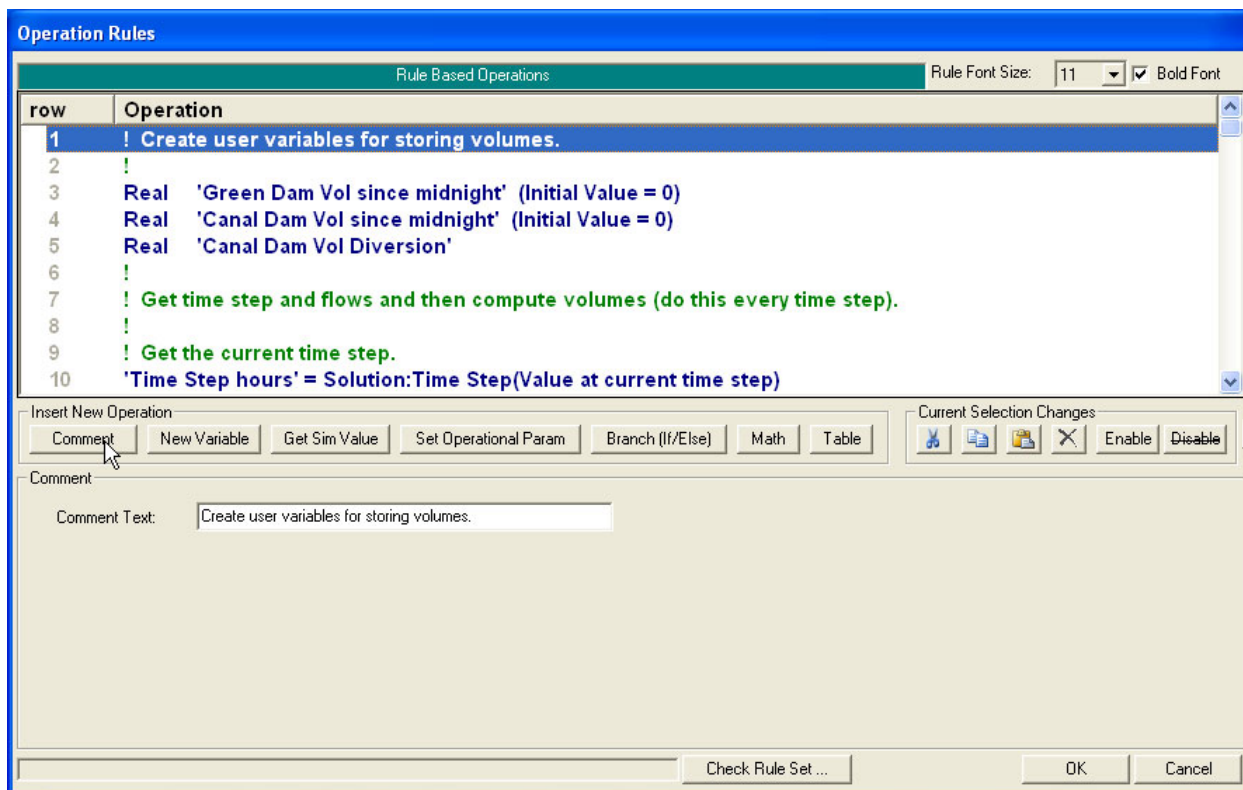 Operation Rules
Rule Based Operations Rule Font Size: 11 Bold Font
row Operation
1 ! Create user variables for storing volumes.
2 !
3 Real 'Green Dam Vol since midnight' (Initial Value = 0)
4 Real 'Canal Dam Vol since midnight' (Initial Value = 0)
5 Real 'Canal Dam Vol Diversion'
6 !
7 ! Get time step and flows and then compute volumes (do this every time step).
8 !
9 ! Get the current time step.
10 'Time Step hours' = Solution:Time Step(Value at current time step)
Insert New Operation Current Selection Changes
Comment New Variable Get Sim Value Set Operational Param Branch (If/Else) Math Table Enable Disable
Comment
Comment Text: Create user variables for storing volumes.
Check Rule Set ... OK Cancel